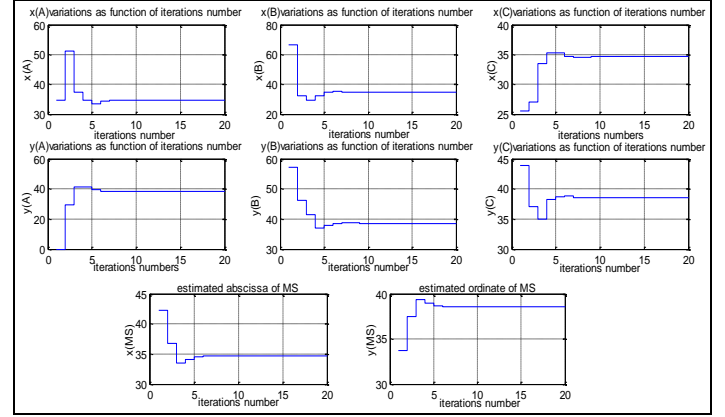 x(A)variations as function of iterations number
x(B)variations as function of iterations number
x(C)variations as function of iterations number
60
50
40
30
x(A)
0 5 10 15 20
iterations number
80
60
40
20
x(B)
0 5 10 15 20
iterations number
40
35
30
25
x(C)
0 5 10 15 20
iterations numbers
y(A)variations as function of iterations number
y(B)variations as function of iterations number
y(C)variations as function of iterations number
60
40
20
0
y(A)
0 5 10 15 20
iterations numbers
60
50
40
30
y(B)
0 5 10 15 20
iterations number
45
40
35
30
y(C)
0 5 10 15 20
iterations number
estimated abscissa of MS
estimated ordinate of MS
45
40
35
30
x(MS)
0 5 10 15 20
iterations number
40
35
30
y(MS)
0 5 10 15 20
iterations number